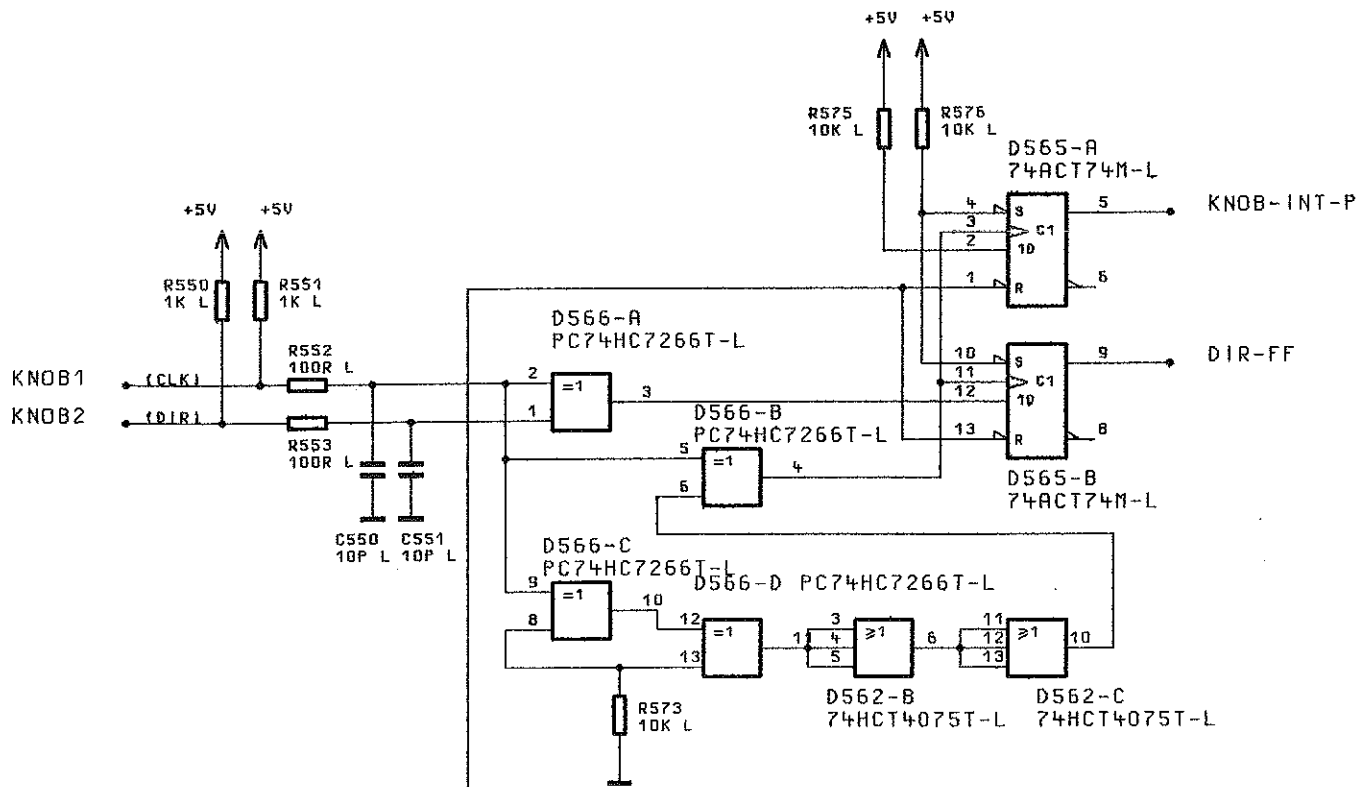 +5V +5V
R575
10K L
R576
10K L
D565-A
74ACT74M-L
4
S
5
KNOB-INT-P
3
C1
2
1D
1
R
6
+5V +5V
R550
1K L
R551
1K L
D566-A
PC74HC7266T-L
R552
100R L
KNOB1
(CLK)
2
=1
3
KNOB2
(DIR)
1
R553
100R L
10
S
9
DIR-FF
11
C1
12
1D
13
R
8
D565-B
74ACT74M-L
D566-B
PC74HC7266T-L
5
=1
4
6
C550
10P L
C551
10P L
D566-C
PC74HC7266T-L
9
=1
10
8
D566-D PC74HC7266T-L
12
=1
11
13
3
4
5
≥1
6
11
12
13
≥1
10
D562-B
74HCT4075T-L
D562-C
74HCT4075T-L
R573
10K L